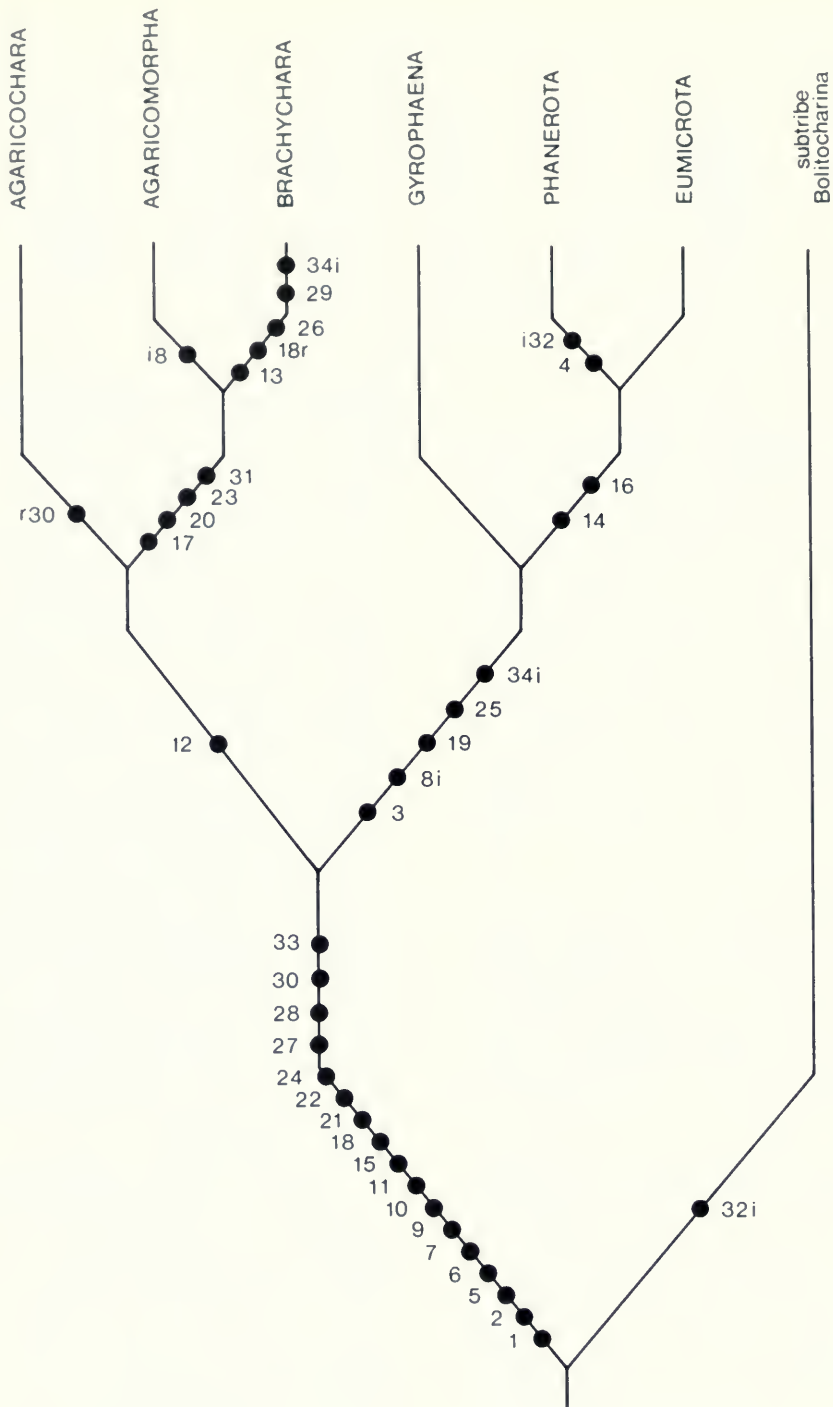 AGARICOCHARA
AGARICOMORPHA
BRACHYCHARA
GYROPHAENA
PHANEROTA
EUMICROTA
subtribe
Bolitocharina
34i
29
26
18r
13
i8
i32
4
31
23
20
17
r30
16
14
34i
25
19
8i
3
12
33
30
28
27
24
22
21
18
15
11
10
9
7
6
5
2
1
32i